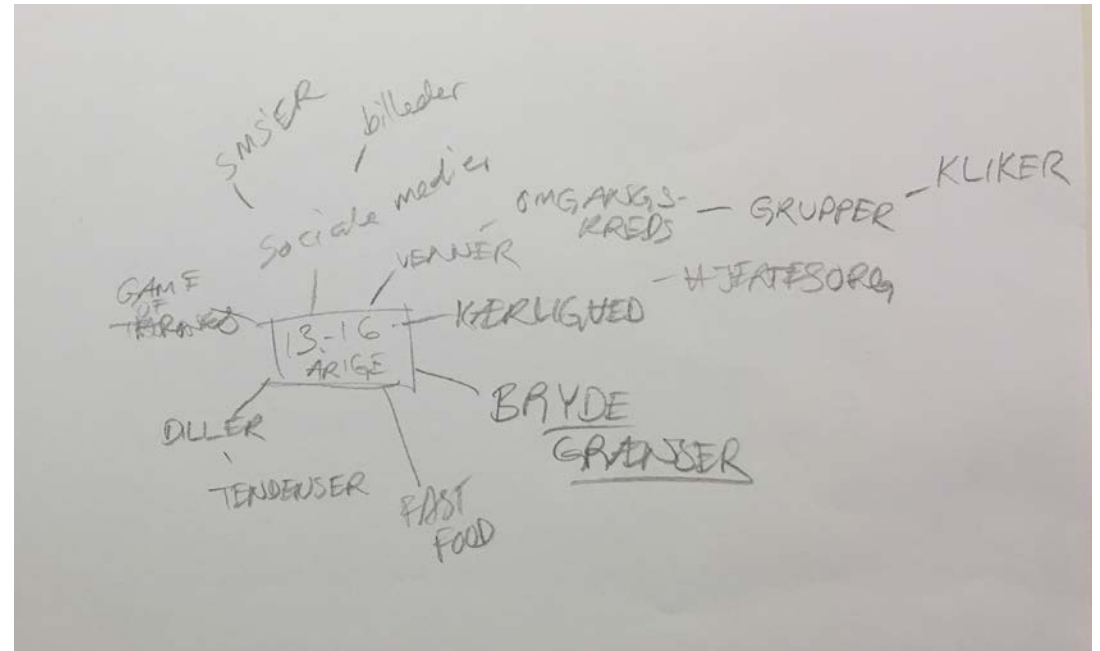 SMS'ER
billeder
Sociale medier
OMGANGS-
KREDS
GRUPPER
KLIKER
VENNER
HJERTESORG
GAME
OF
THRONES
KÆRLIGHED
13-16
ARIGE
BRYDE
GRÆNSER
DILLER
TENDENSER
FAST
FOOD